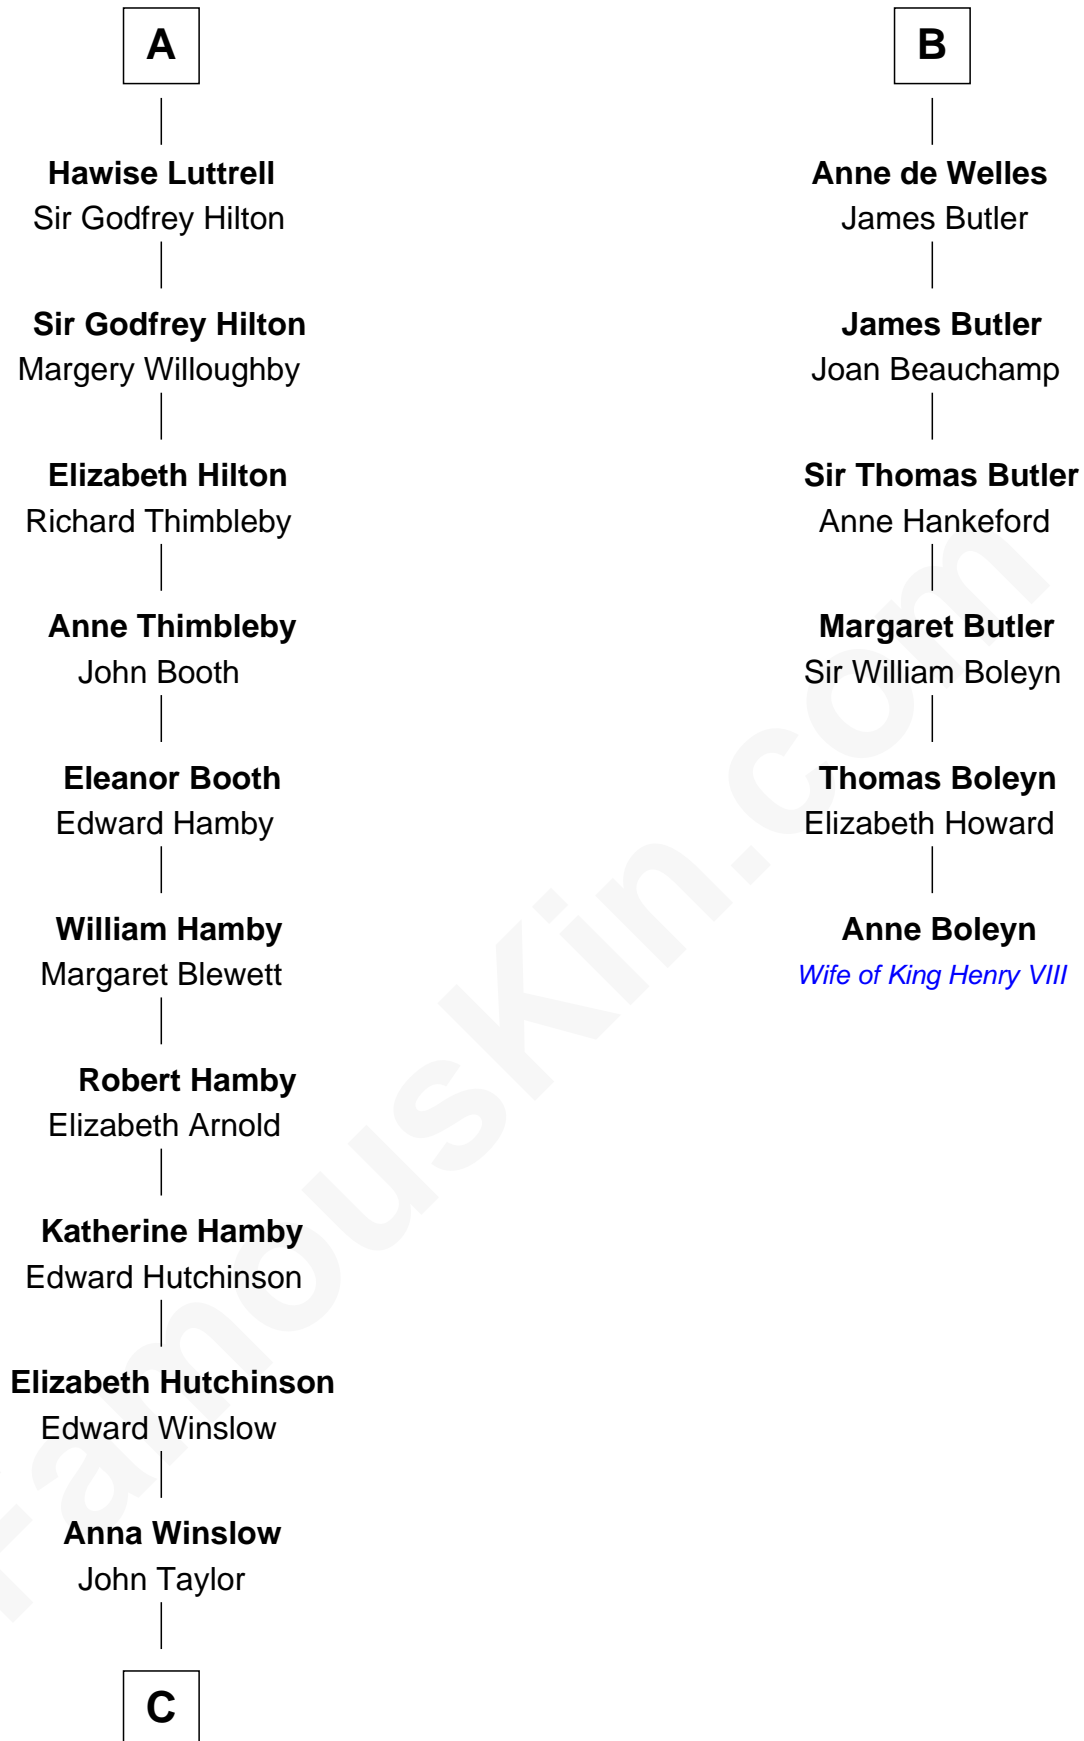 A
Hawise Luttrell
Sir Godfrey Hilton
Sir Godfrey Hilton
Margery Willoughby
Elizabeth Hilton
Richard Thimbleby
Anne Thimbleby
John Booth
Eleanor Booth
Edward Hamby
William Hamby
Margaret Blewett
Robert Hamby
Elizabeth Arnold
Katherine Hamby
Edward Hutchinson
Elizabeth Hutchinson
Edward Winslow
Anna Winslow
John Taylor
C
B
Anne de Welles
James Butler
James Butler
Joan Beauchamp
Sir Thomas Butler
Anne Hankeford
Margaret Butler
Sir William Boleyn
Thomas Boleyn
Elizabeth Howard
Anne Boleyn
Wife of King Henry VIII
FamousKin.com